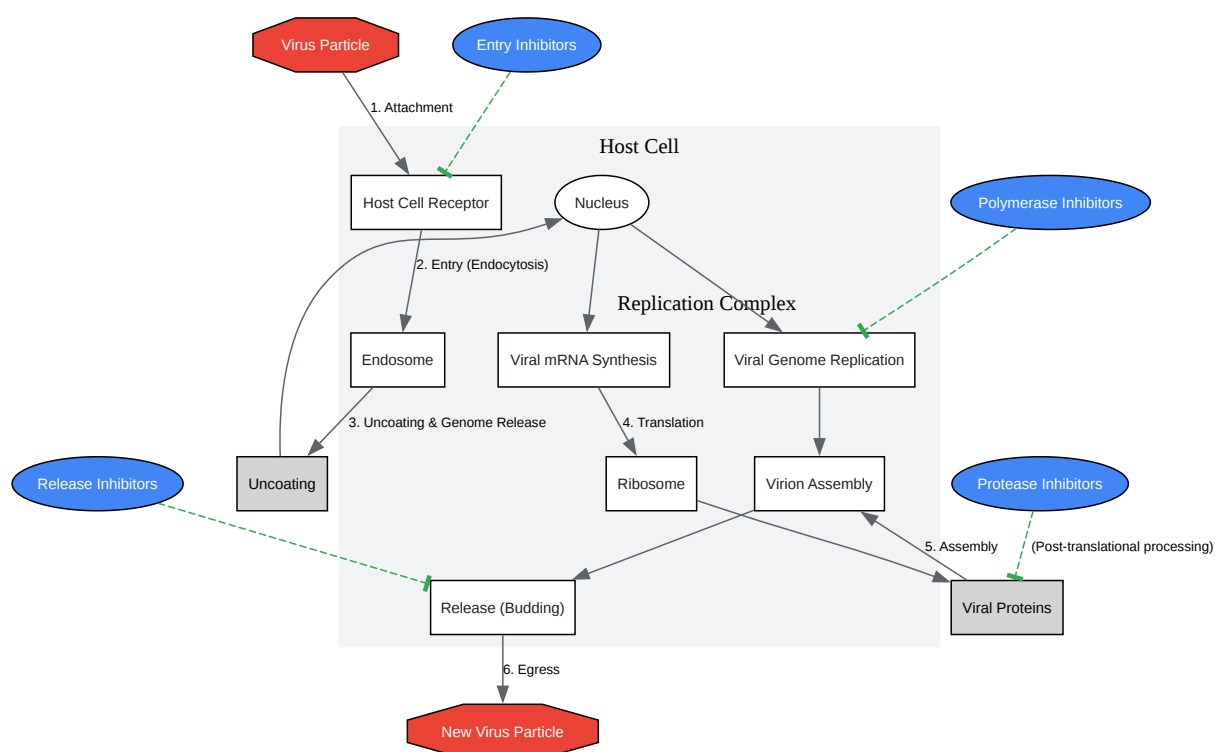 Virus Particle
Entry Inhibitors
1. Attachment
Host Cell
Host Cell Receptor
Nucleus
Polymerase Inhibitors
2. Entry (Endocytosis)
Replication Complex
Endosome
Viral mRNA Synthesis
Viral Genome Replication
3. Uncoating & Genome Release
4. Translation
Release Inhibitors
Uncoating
Ribosome
Virion Assembly
Protease Inhibitors
5. Assembly
(Post-translational processing)
Release (Budding)
Viral Proteins
6. Egress
New Virus Particle